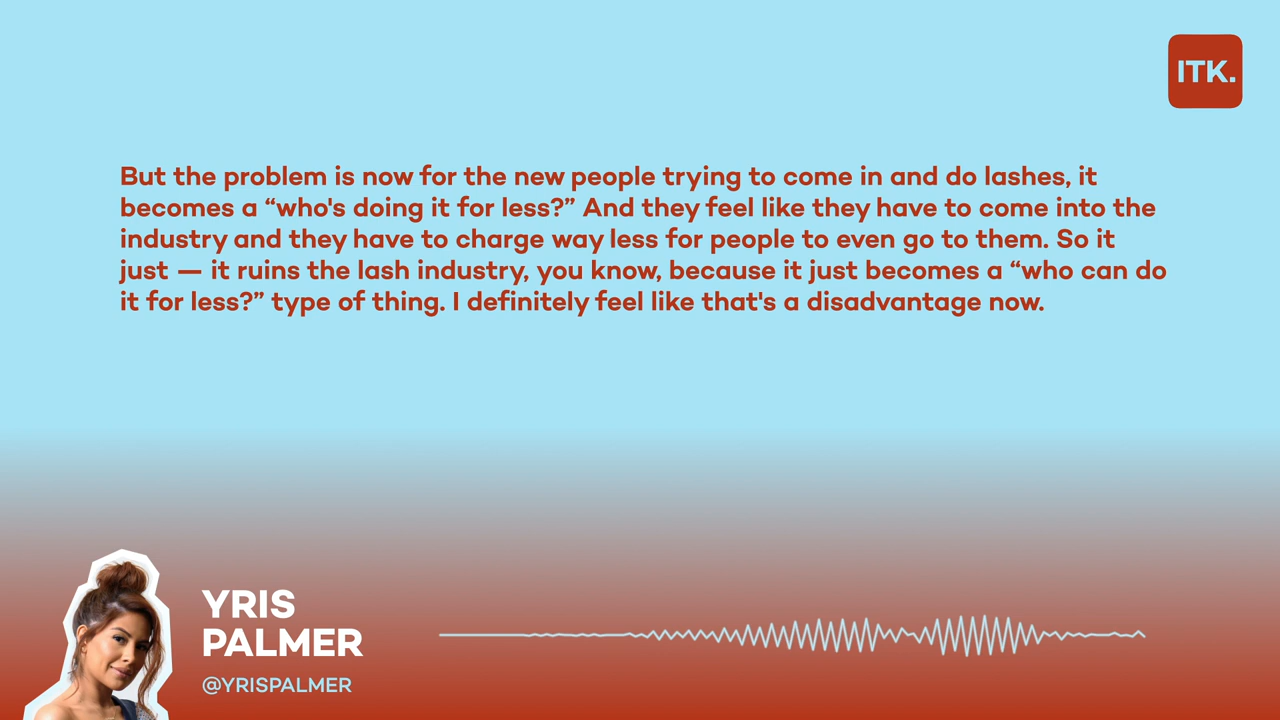 ITK.
But the problem is now for the new people trying to come in and do lashes, it
becomes a “who's doing it for less?” And they feel like they have to come into the
industry and they have to charge way less for people to even go to them. So it
just — it ruins the lash industry, you know, because it just becomes a “who can do
it for less?” type of thing. I definitely feel like that's a disadvantage now.
YRIS
PALMER
@YRISPALMER